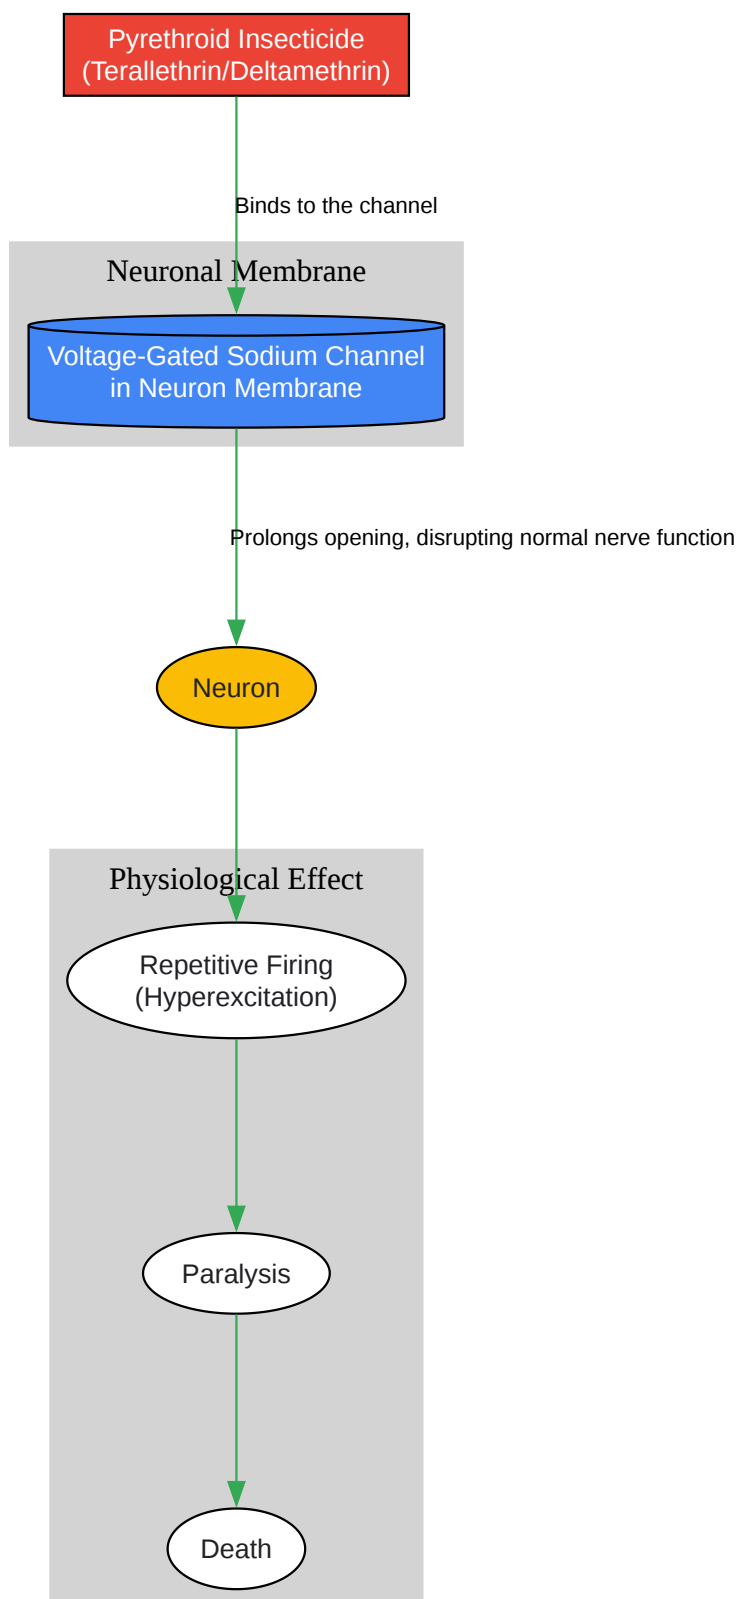 Pyrethroid Insecticide
(Terallethrin/Deltamethrin)
Binds to the channel
Neuronal Membrane
Voltage-Gated Sodium Channel
in Neuron Membrane
Prolongs opening, disrupting normal nerve function
Neuron
Physiological Effect
Repetitive Firing
(Hyperexcitation)
Paralysis
Death